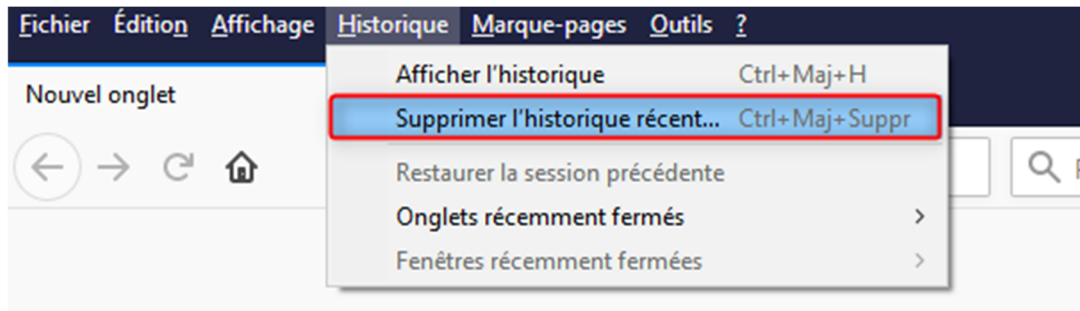 Fichier Édition Affichage Historique Marque-pages Outils ?
Nouvel onglet
Afficher l'historique Ctrl+Maj+H
Supprimer l'historique récent... Ctrl+Maj+Suppr
Restaurer la session précédente
Onglets récemment fermés
Fenêtres récemment fermées